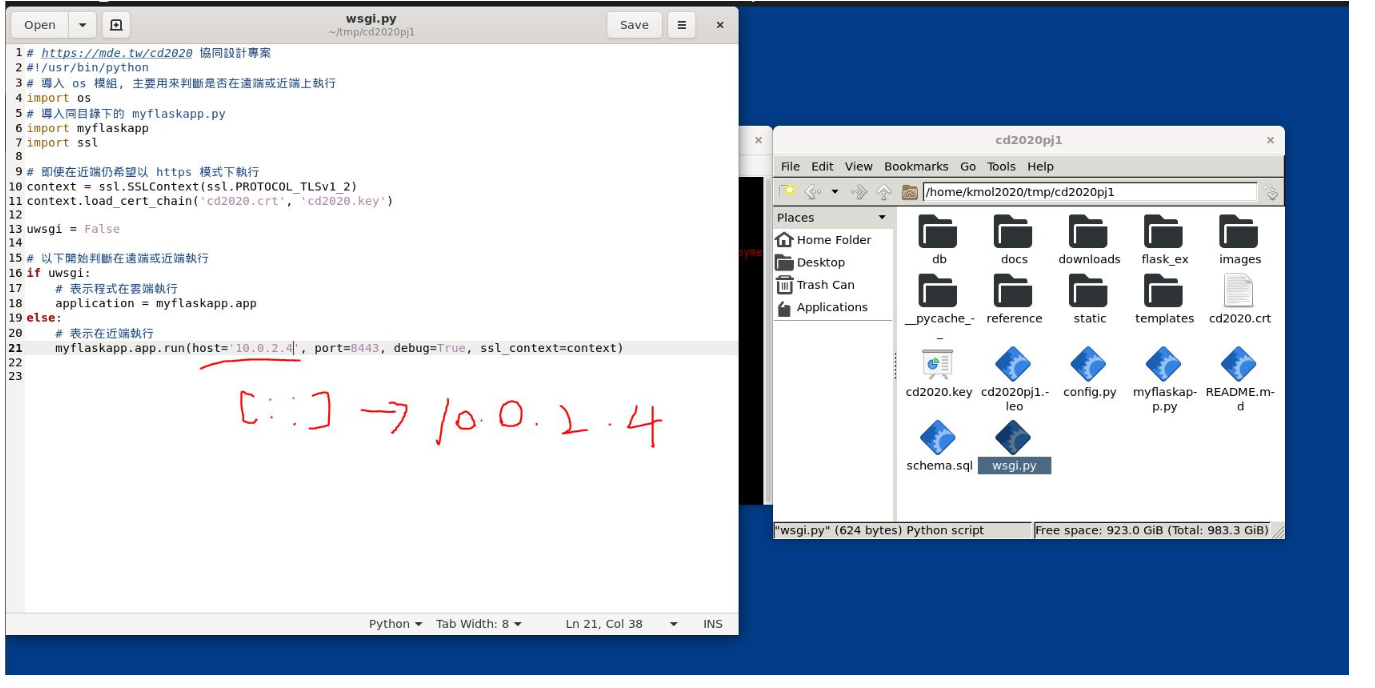 Open
wsgi.py
~/tmp/cd2020pj1
Save
1 # https://mde.tw/cd2020 協同設計專案
2 #!/usr/bin/python
3 # 導入 os 模組, 主要用來判斷是否在遠端或近端上執行
4 import os
5 # 導入同目錄下的 myflaskapp.py
6 import myflaskapp
7 import ssl
8
9 # 即使在近端仍希望以 https 模式下執行
10 context = ssl.SSLContext(ssl.PROTOCOL_TLSv1_2)
11 context.load_cert_chain('cd2020.crt', 'cd2020.key')
12
13 uwsgi = False
14
15 # 以下開始判斷在遠端或近端執行
16 if uwsgi:
17     # 表示程式在雲端執行
18     application = myflaskapp.app
19 else:
20     # 表示在近端執行
21     myflaskapp.app.run(host='10.0.2.4', port=8443, debug=True, ssl_context=context)
22
23
[::] → 10.0.2.4
Python Tab Width: 8 Ln 21, Col 38 INS
cd2020pj1
File Edit View Bookmarks Go Tools Help
/home/kmol2020/tmp/cd2020pj1
Places
Home Folder
Desktop
Trash Can
Applications
db docs downloads flask_ex images
__pycache_- reference static templates cd2020.crt
_
cd2020.key cd2020pj1.- config.py myflaskap- README.m-
leo p.py d
schema.sql wsgi.py
"wsgi.py" (624 bytes) Python script Free space: 923.0 GiB (Total: 983.3 GiB)